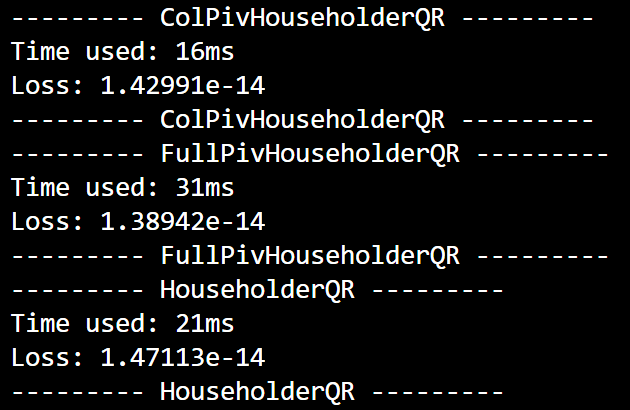 --------- ColPivHouseholderQR ---------
Time used: 16ms
Loss: 1.42991e-14
--------- ColPivHouseholderQR ---------
--------- FullPivHouseholderQR ---------
Time used: 31ms
Loss: 1.38942e-14
--------- FullPivHouseholderQR ---------
--------- HouseholderQR ---------
Time used: 21ms
Loss: 1.47113e-14
--------- HouseholderQR ---------